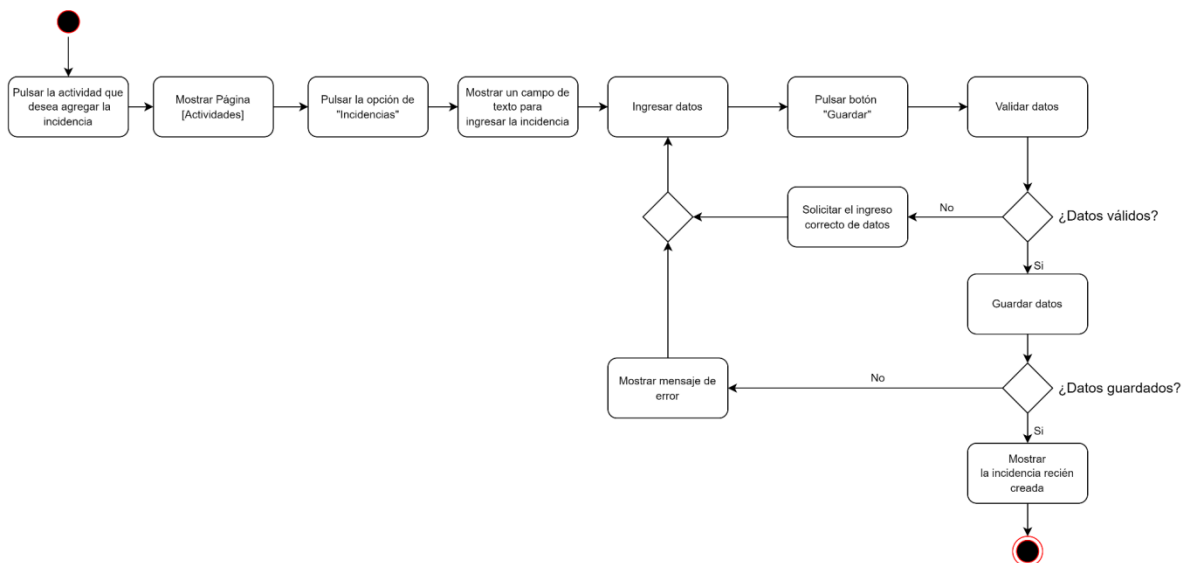 Pulsar la actividad que
desea agregar la
incidencia
Mostrar Página
[Actividades]
Pulsar la opción de
"Incidencias"
Mostrar un campo de
texto para
ingresar la incidencia
Ingresar datos
Pulsar botón
"Guardar"
Validar datos
Solicitar el ingreso
correcto de datos
No
¿Datos válidos?
Si
Guardar datos
Mostrar mensaje de
error
No
¿Datos guardados?
Si
Mostrar
la incidencia recién
creada